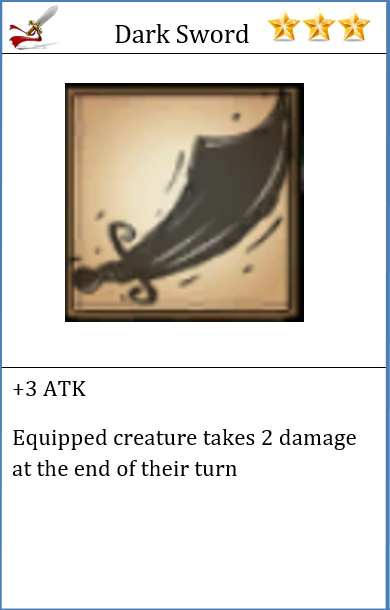 Dark Sword
+3 ATK
Equipped creature takes 2 damage
at the end of their turn